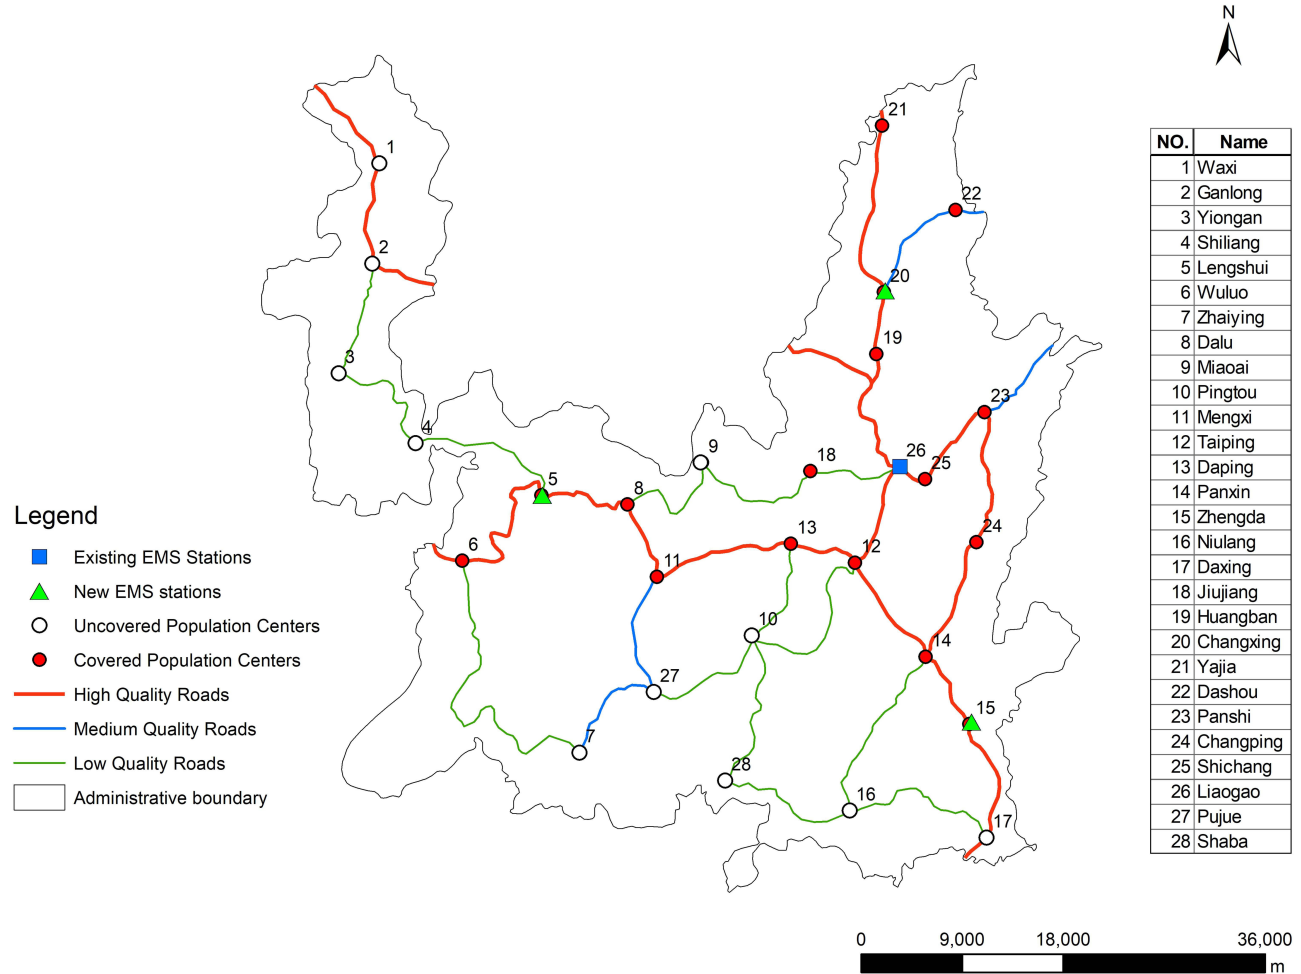 N
21
1
22
2
20
19
3
23
4
9
18
26
25
5
8
6
11
13
12
24
10
14
27
7
28
15
16
17
Legend
Existing EMS Stations
New EMS stations
Uncovered Population Centers
Covered Population Centers
High Quality Roads
Medium Quality Roads
Low Quality Roads
Administrative boundary
NO. Name
1 Waxi
2 Ganlong
3 Yiongan
4 Shiliang
5 Lengshui
6 Wuluo
7 Zhaiying
8 Dalu
9 Miaoai
10 Pingtou
11 Mengxi
12 Taiping
13 Daping
14 Panxin
15 Zhengda
16 Niulang
17 Daxing
18 Jiujiang
19 Huangban
20 Changxing
21 Yajia
22 Dashou
23 Panshi
24 Changping
25 Shichang
26 Liaogao
27 Pujue
28 Shaba
0 9,000 18,000 36,000
m